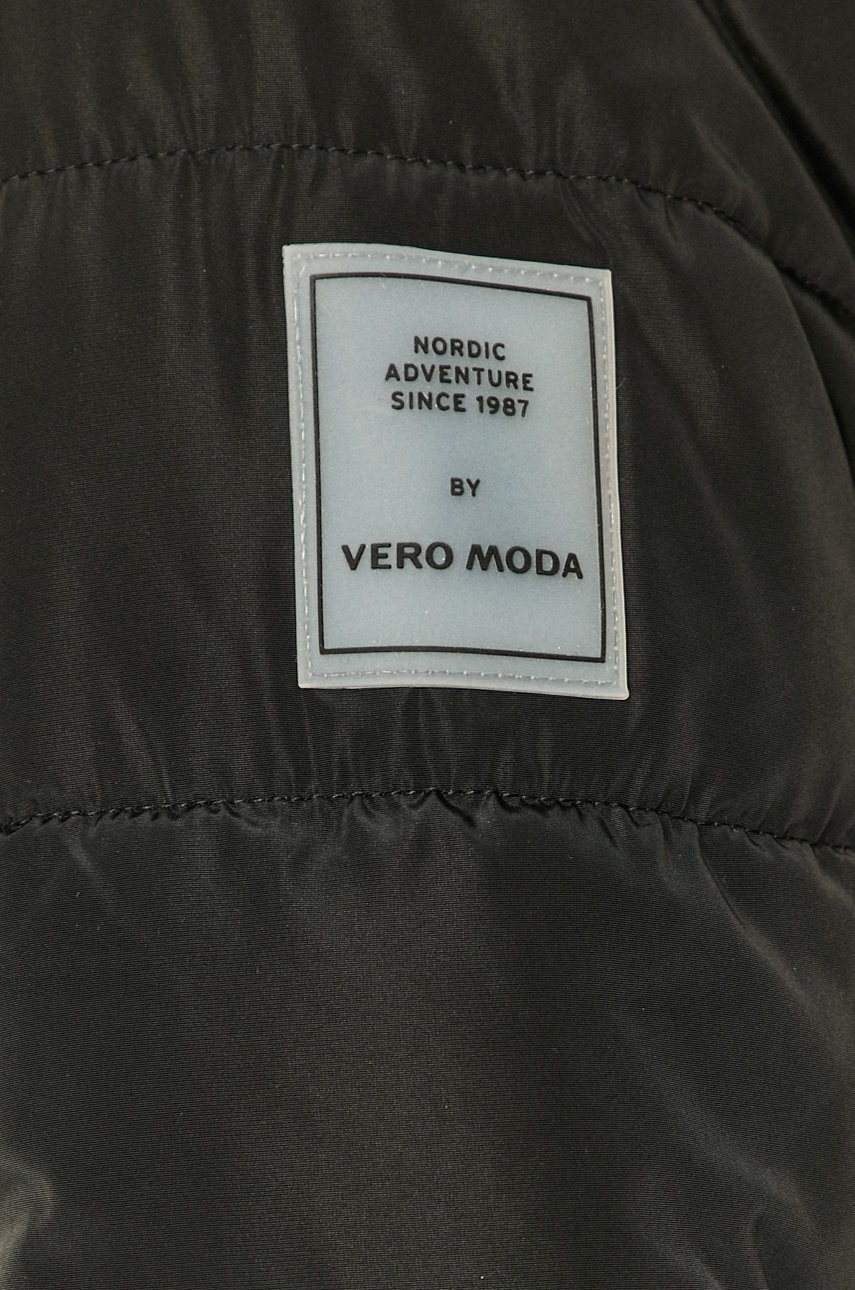 NORDIC
ADVENTURE
SINCE 1987
BY
VERO MODA